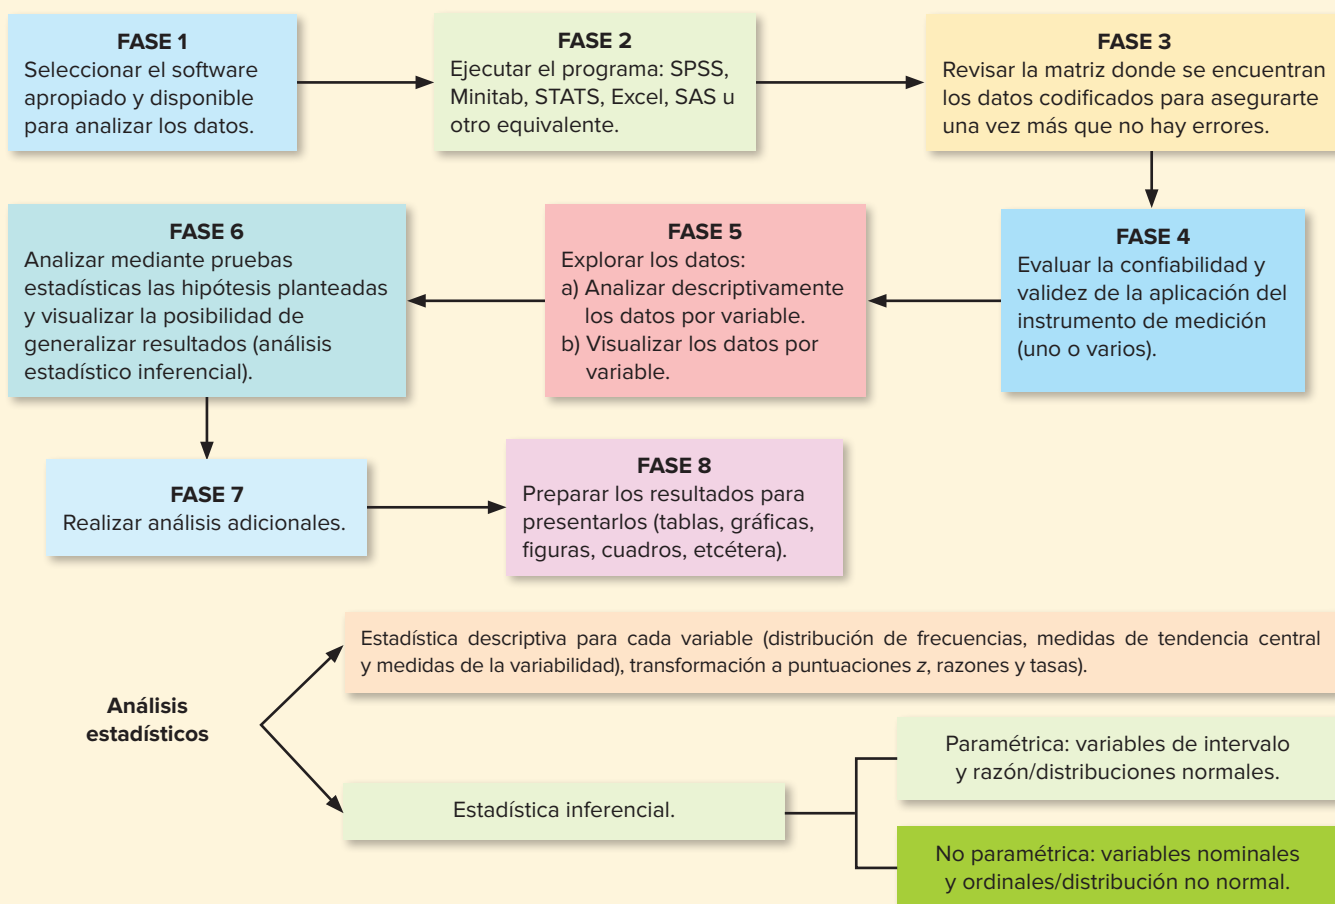 FASE 1
Seleccionar el software
apropiado y disponible
para analizar los datos.
FASE 2
Ejecutar el programa: SPSS,
Minitab, STATS, Excel, SAS u
otro equivalente.
FASE 3
Revisar la matriz donde se encuentran
los datos codificados para asegurarte
una vez más que no hay errores.
FASE 4
Evaluar la confiabilidad y
validez de la aplicación del
instrumento de medición
(uno o varios).
FASE 5
Explorar los datos:
a) Analizar descriptivamente
los datos por variable.
b) Visualizar los datos por
variable.
FASE 6
Analizar mediante pruebas
estadísticas las hipótesis planteadas
y visualizar la posibilidad de
generalizar resultados (análisis
estadístico inferencial).
FASE 7
Realizar análisis adicionales.
FASE 8
Preparar los resultados para
presentarlos (tablas, gráficas,
figuras, cuadros, etcétera).
Análisis
estadísticos
Estadística descriptiva para cada variable (distribución de frecuencias, medidas de tendencia central
y medidas de la variabilidad), transformación a puntuaciones z, razones y tasas).
Estadística inferencial.
Paramétrica: variables de intervalo
y razón/distribuciones normales.
No paramétrica: variables nominales
y ordinales/distribución no normal.